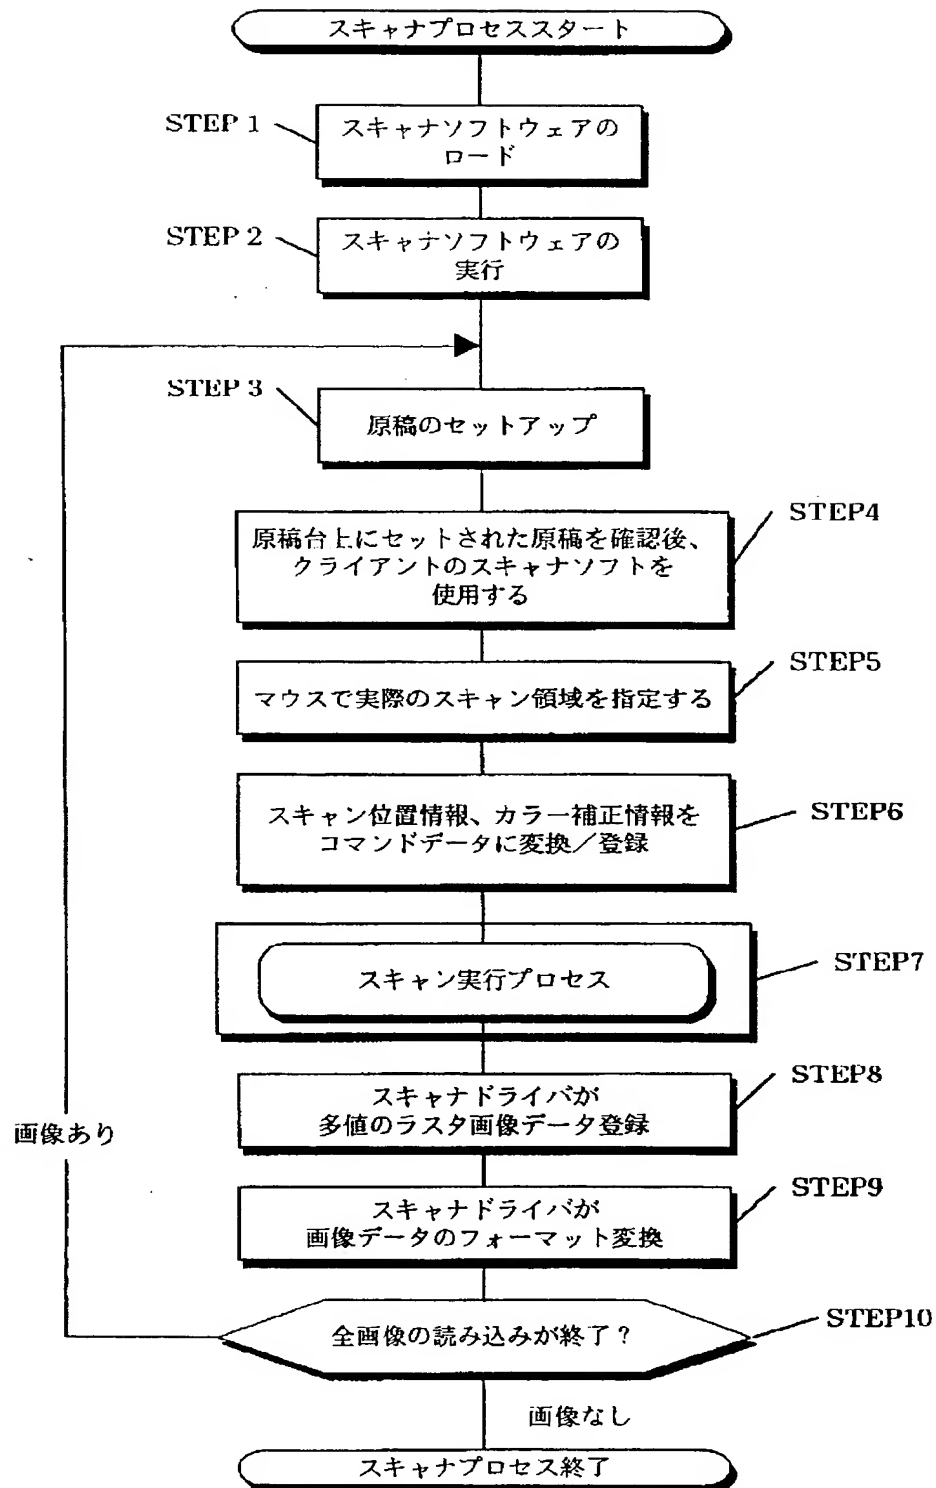 スキャナプロセススタート
STEP 1
スキャナソフトウェアの
ロード
STEP 2
スキャナソフトウェアの
実行
STEP 3
原稿のセットアップ
STEP4
原稿台上にセットされた原稿を確認後、
クライアントのスキャナソフトを
使用する
STEP5
マウスで実際のスキャン領域を指定する
STEP6
スキャン位置情報、カラー補正情報を
コマンドデータに変換／登録
STEP7
スキャン実行プロセス
STEP8
スキャナドライバが
多値のラスタ画像データ登録
画像あり
STEP9
スキャナドライバが
画像データのフォーマット変換
STEP10
全画像の読み込みが終了？
画像なし
スキャナプロセス終了